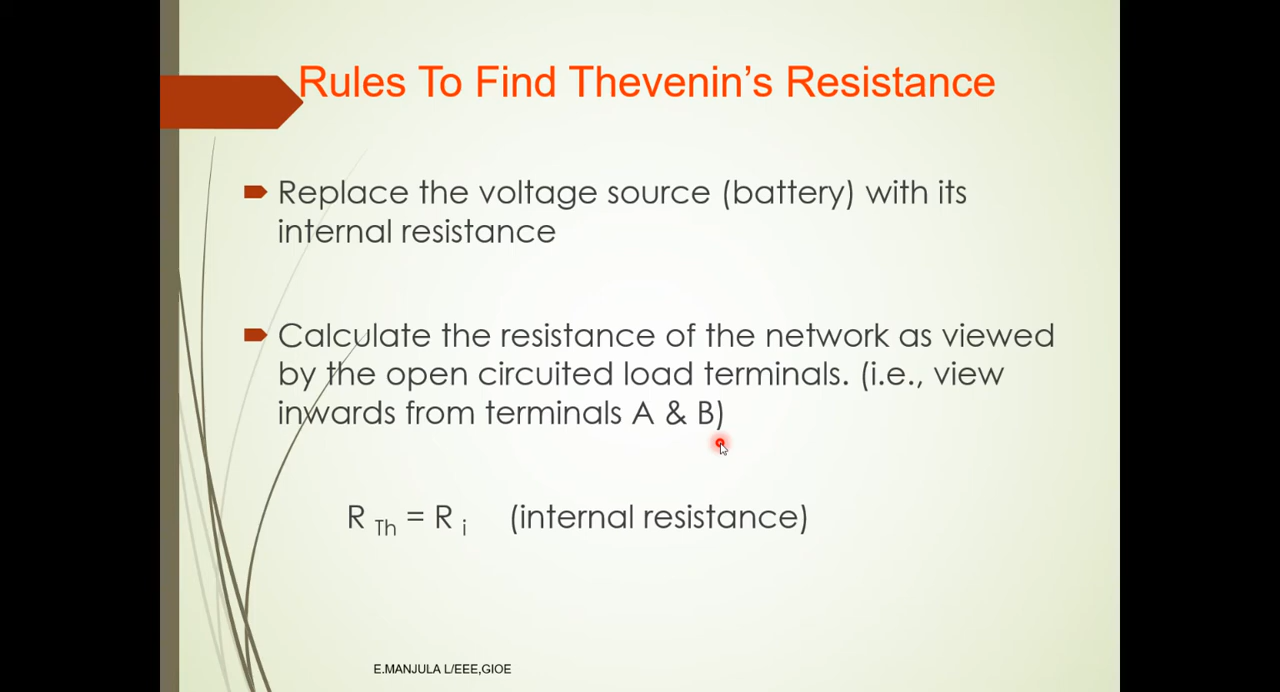 Rules To Find Thevenin’s Resistance
Replace the voltage source (battery) with its
internal resistance
Calculate the resistance of the network as viewed
by the open circuited load terminals. (i.e., view
inwards from terminals A & B)
R Th = R i (internal resistance)
E.MANJULA L/EEE,GIOE